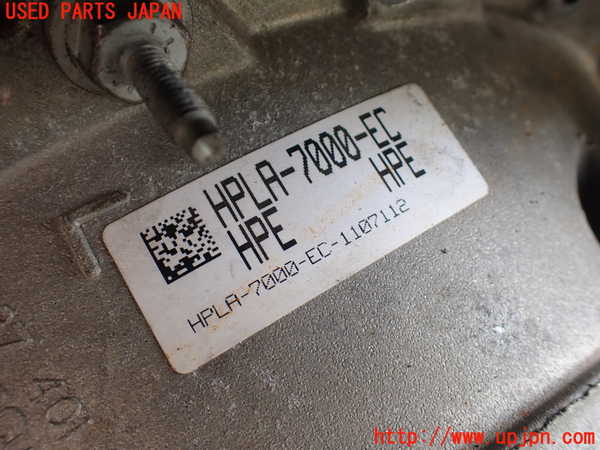 USED PARTS JAPAN
HPLA-7000-EC
HPE HPE
HPLA-7000-EC-1107112
http://www.upjpn.com/